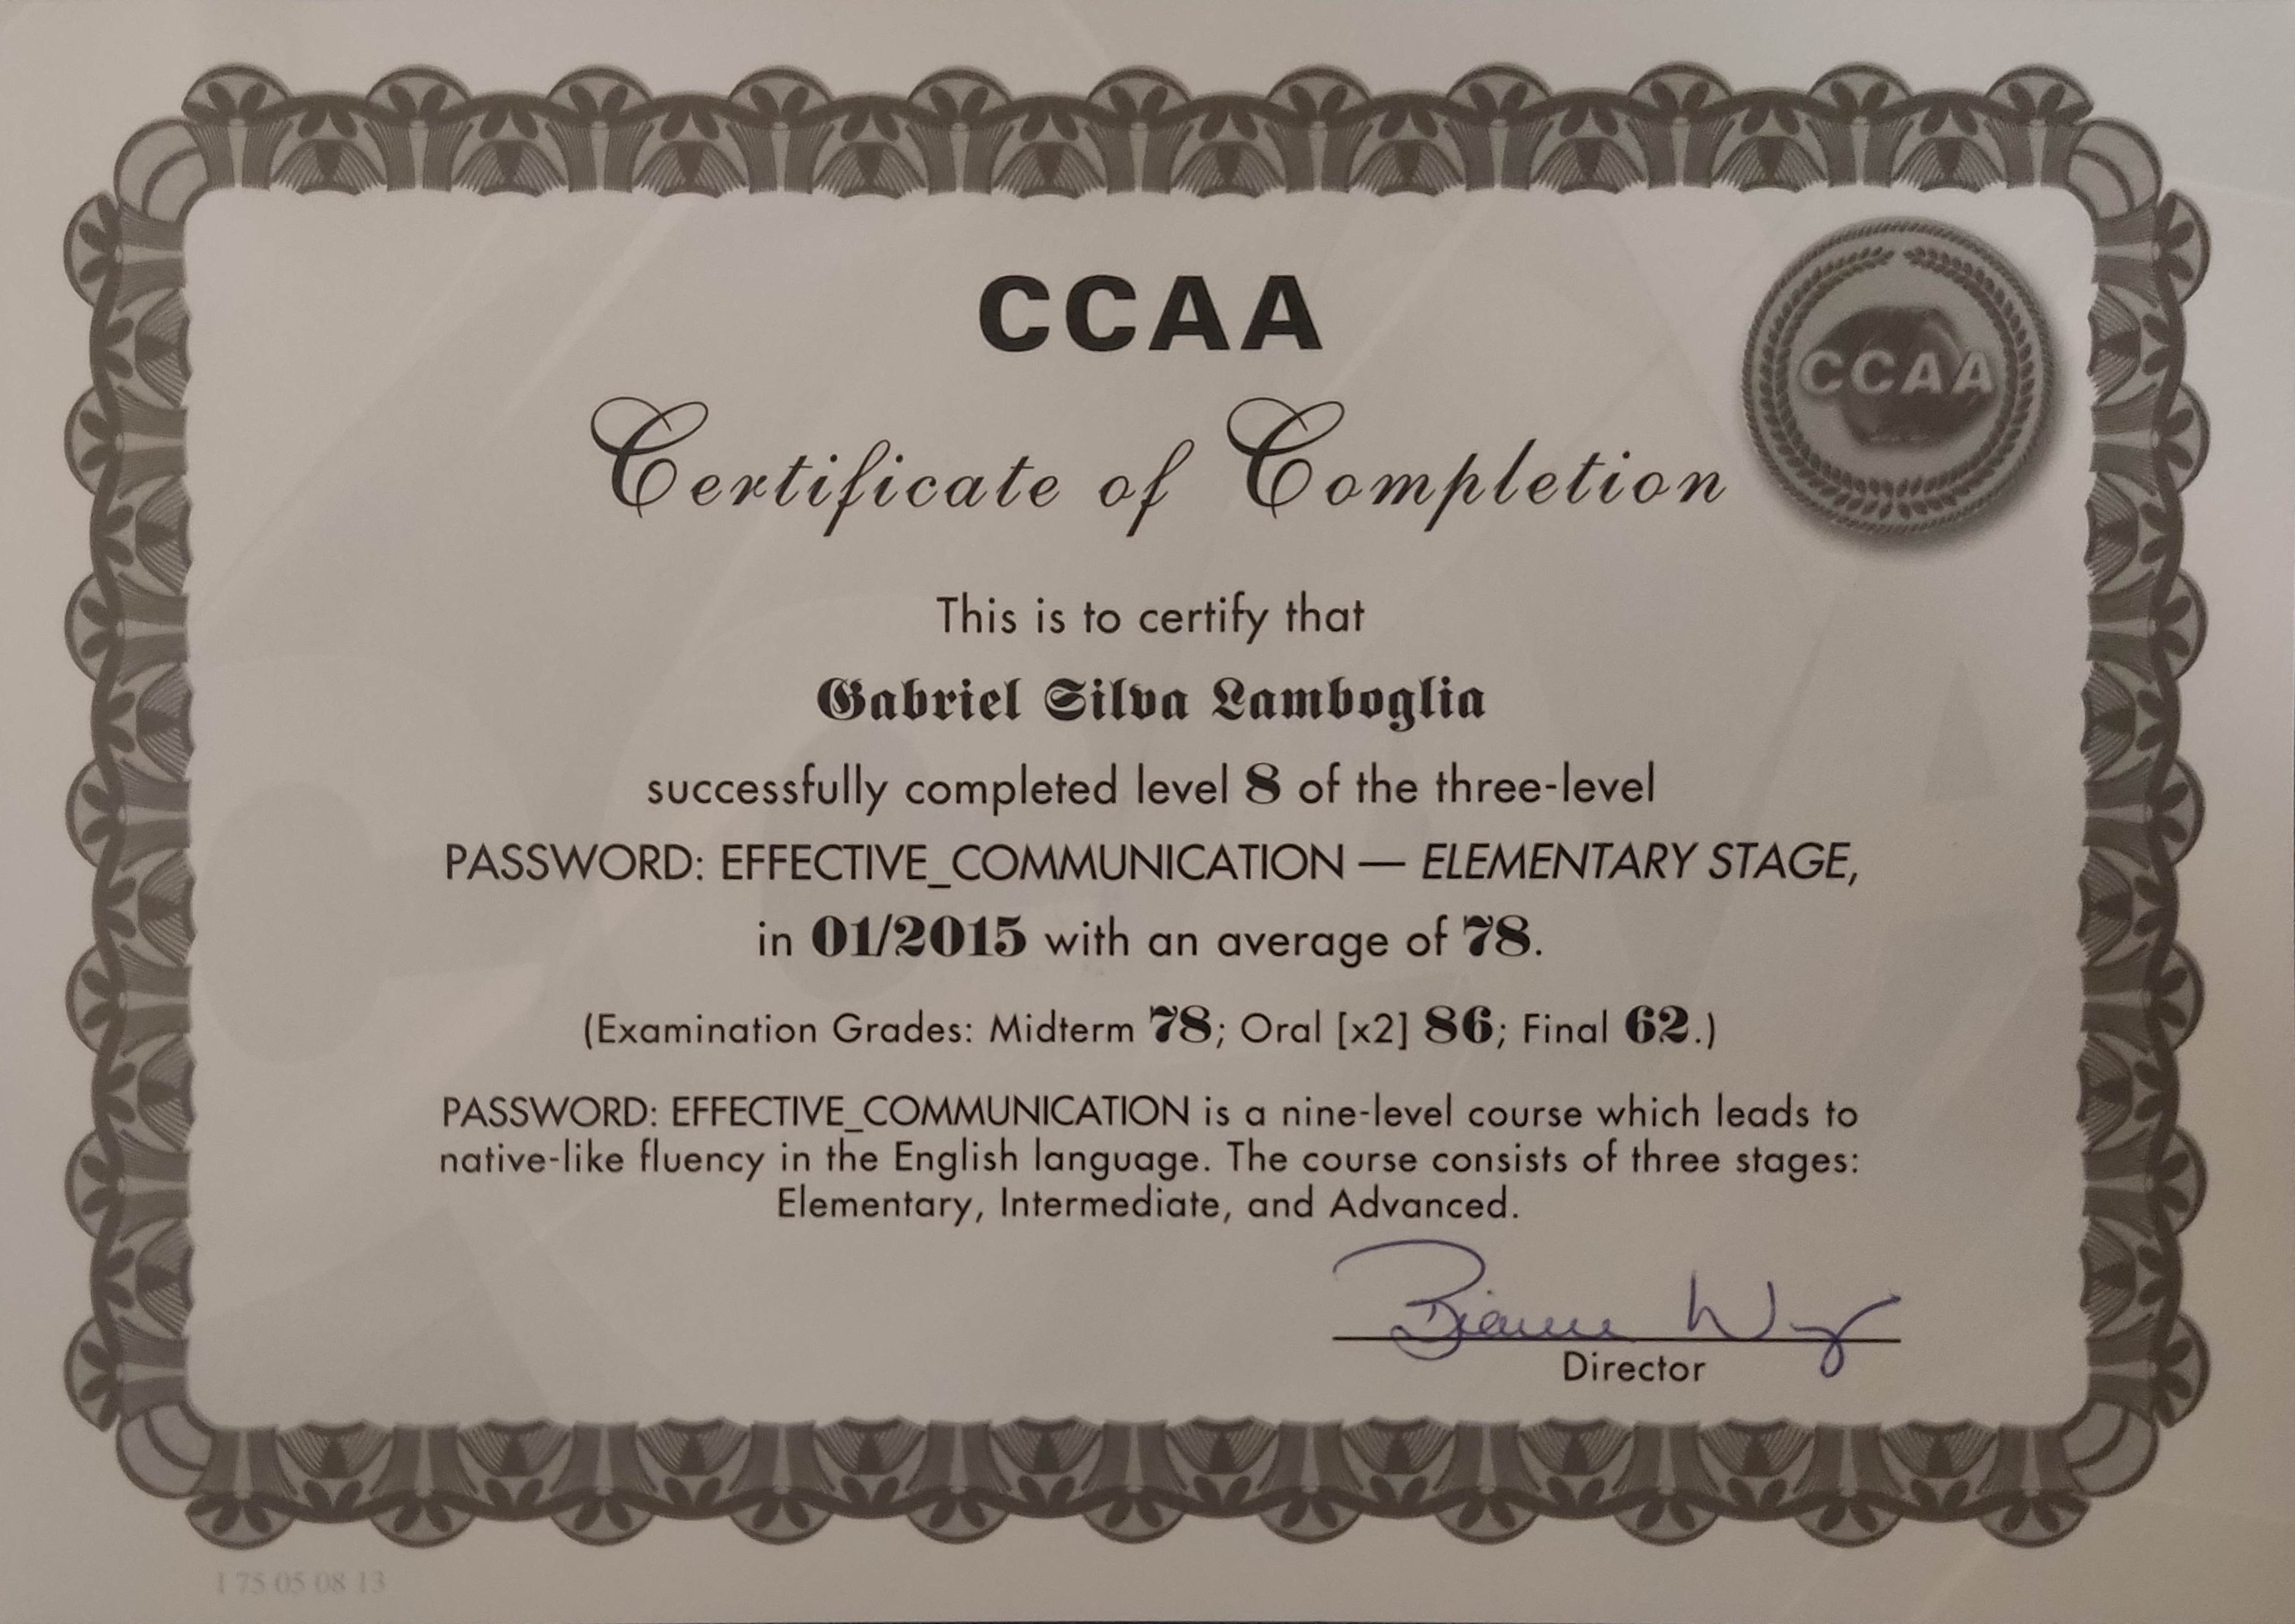 CCAA
CCAA
Certificate of Completion
This is to certify that
Gabriel Silva Lamboglia
successfully completed level 8 of the three-level
PASSWORD: EFFECTIVE_COMMUNICATION — ELEMENTARY STAGE,
in 01/2015 with an average of 78.
(Examination Grades: Midterm 78; Oral [x2] 86; Final 62.)
PASSWORD: EFFECTIVE_COMMUNICATION is a nine-level course which leads to
native-like fluency in the English language. The course consists of three stages:
Elementary, Intermediate, and Advanced.
Director
I 75 05 08 13